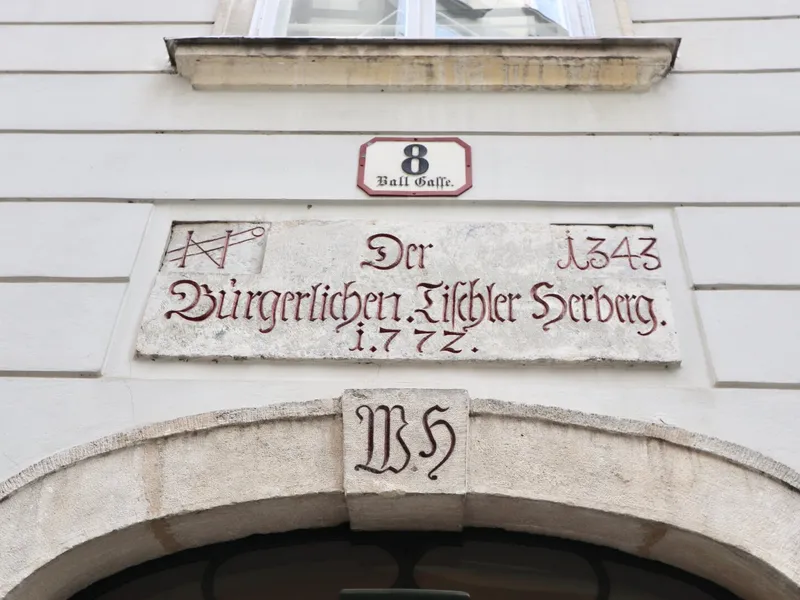 8
Ball Gasse.
N Der 1343
Bürgerlichen. Tischler Herberg.
1.772.
WH